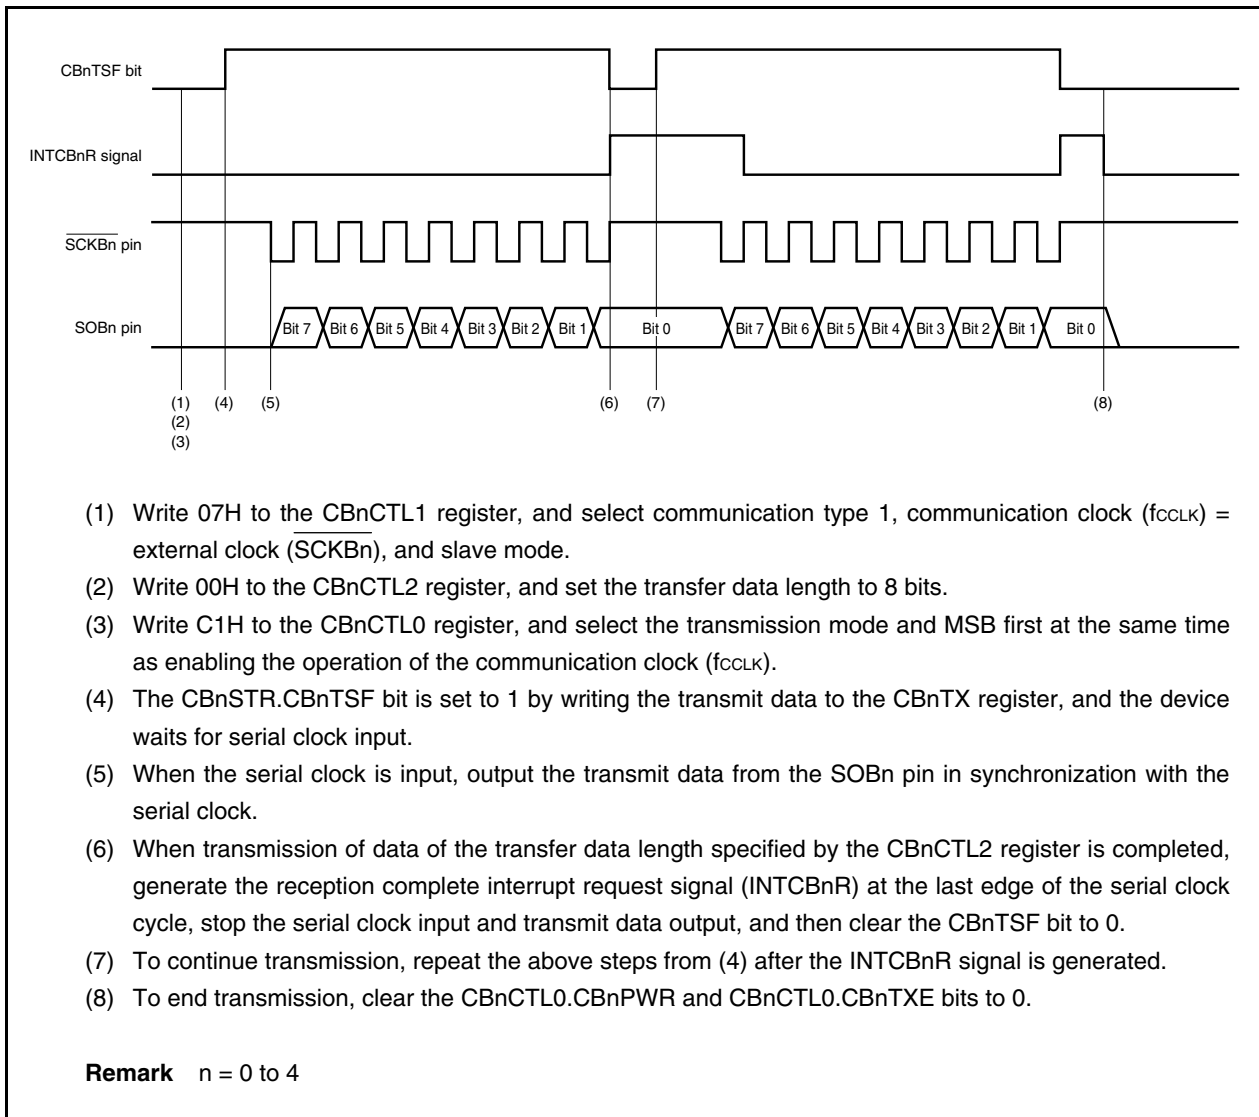 CBnTSF bit
INTCBnR signal
SCKBn pin
SOBn pin
Bit 7 Bit 6 Bit 5 Bit 4 Bit 3 Bit 2 Bit 1 Bit 0 Bit 7 Bit 6 Bit 5 Bit 4 Bit 3 Bit 2 Bit 1 Bit 0
(1) (4) (5) (6) (7) (8)
(2)
(3)
(1) Write 07H to the CBnCTL1 register, and select communication type 1, communication clock (fCCLK) =
external clock (SCKBn), and slave mode.
(2) Write 00H to the CBnCTL2 register, and set the transfer data length to 8 bits.
(3) Write C1H to the CBnCTL0 register, and select the transmission mode and MSB first at the same time
as enabling the operation of the communication clock (fCCLK).
(4) The CBnSTR.CBnTSF bit is set to 1 by writing the transmit data to the CBnTX register, and the device
waits for serial clock input.
(5) When the serial clock is input, output the transmit data from the SOBn pin in synchronization with the
serial clock.
(6) When transmission of data of the transfer data length specified by the CBnCTL2 register is completed,
generate the reception complete interrupt request signal (INTCBnR) at the last edge of the serial clock
cycle, stop the serial clock input and transmit data output, and then clear the CBnTSF bit to 0.
(7) To continue transmission, repeat the above steps from (4) after the INTCBnR signal is generated.
(8) To end transmission, clear the CBnCTL0.CBnPWR and CBnCTL0.CBnTXE bits to 0.
Remark n = 0 to 4